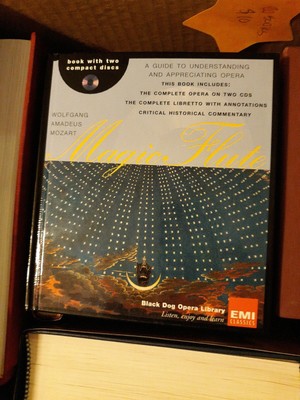 book with two
compact discs
A GUIDE TO UNDERSTANDING
AND APPRECIATING OPERA
THIS BOOK INCLUDES:
THE COMPLETE OPERA ON TWO CDS
THE COMPLETE LIBRETTO WITH ANNOTATIONS
CRITICAL HISTORICAL COMMENTARY
WOLFGANG
AMADEUS
MOZART
Magic Flute
Black Dog Opera Library
Listen, enjoy and learn
EMI
CLASSICS